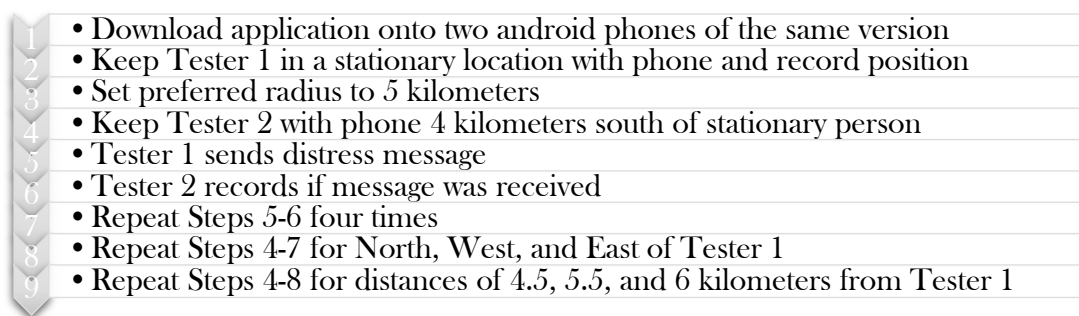 1 • Download application onto two android phones of the same version
2 • Keep Tester 1 in a stationary location with phone and record position
3 • Set preferred radius to 5 kilometers
4 • Keep Tester 2 with phone 4 kilometers south of stationary person
5 • Tester 1 sends distress message
6 • Tester 2 records if message was received
7 • Repeat Steps 5-6 four times
8 • Repeat Steps 4-7 for North, West, and East of Tester 1
9 • Repeat Steps 4-8 for distances of 4.5, 5.5, and 6 kilometers from Tester 1